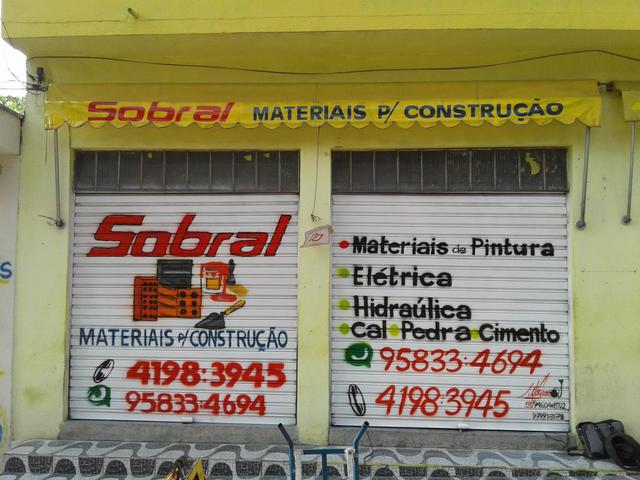 Sobral MATERIAIS P/ CONSTRUÇÃO
Sobral
MATERIAIS P/ CONSTRUÇÃO
4198:3945
95833-4694
Materiais de Pintura
Elétrica
Hidraúlica
Cal Pedra Cimento
95833-4694
4198:3945